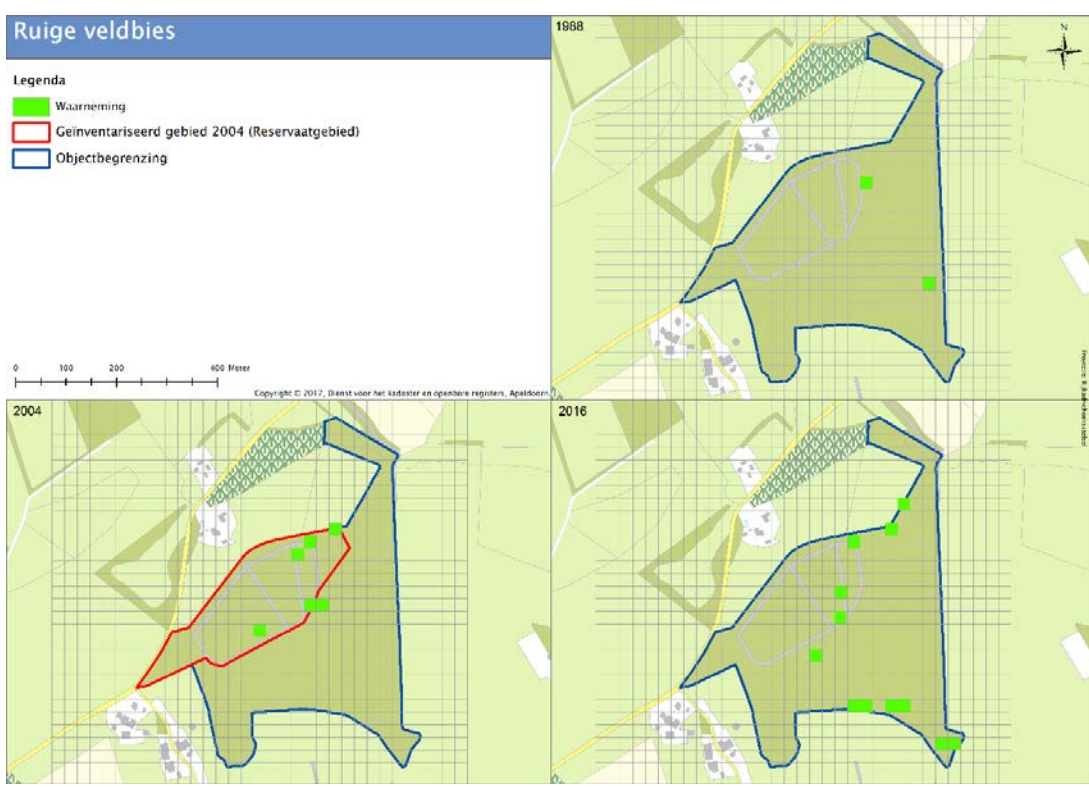 Ruige veldbies
Legenda
Waarneming
Geïnventariseerd gebied 2004 (Reservaatgebied)
Objectbegrenzing
0 100 200 400 Meter
Copyright © 2017, Dienst voor het kadaster en openbare registers, Apeldoorn
1988
N
2004
2016